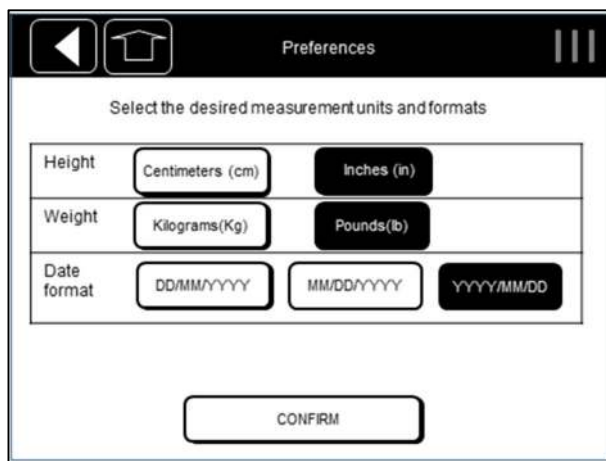 Preferences
Select the desired measurement units and formats
Height Centimeters (cm) Inches (in)
Weight Kilograms(Kg) Pounds(lb)
Date
format DD/MM/YYYY MM/DD/YYYY YYYY/MM/DD
CONFIRM